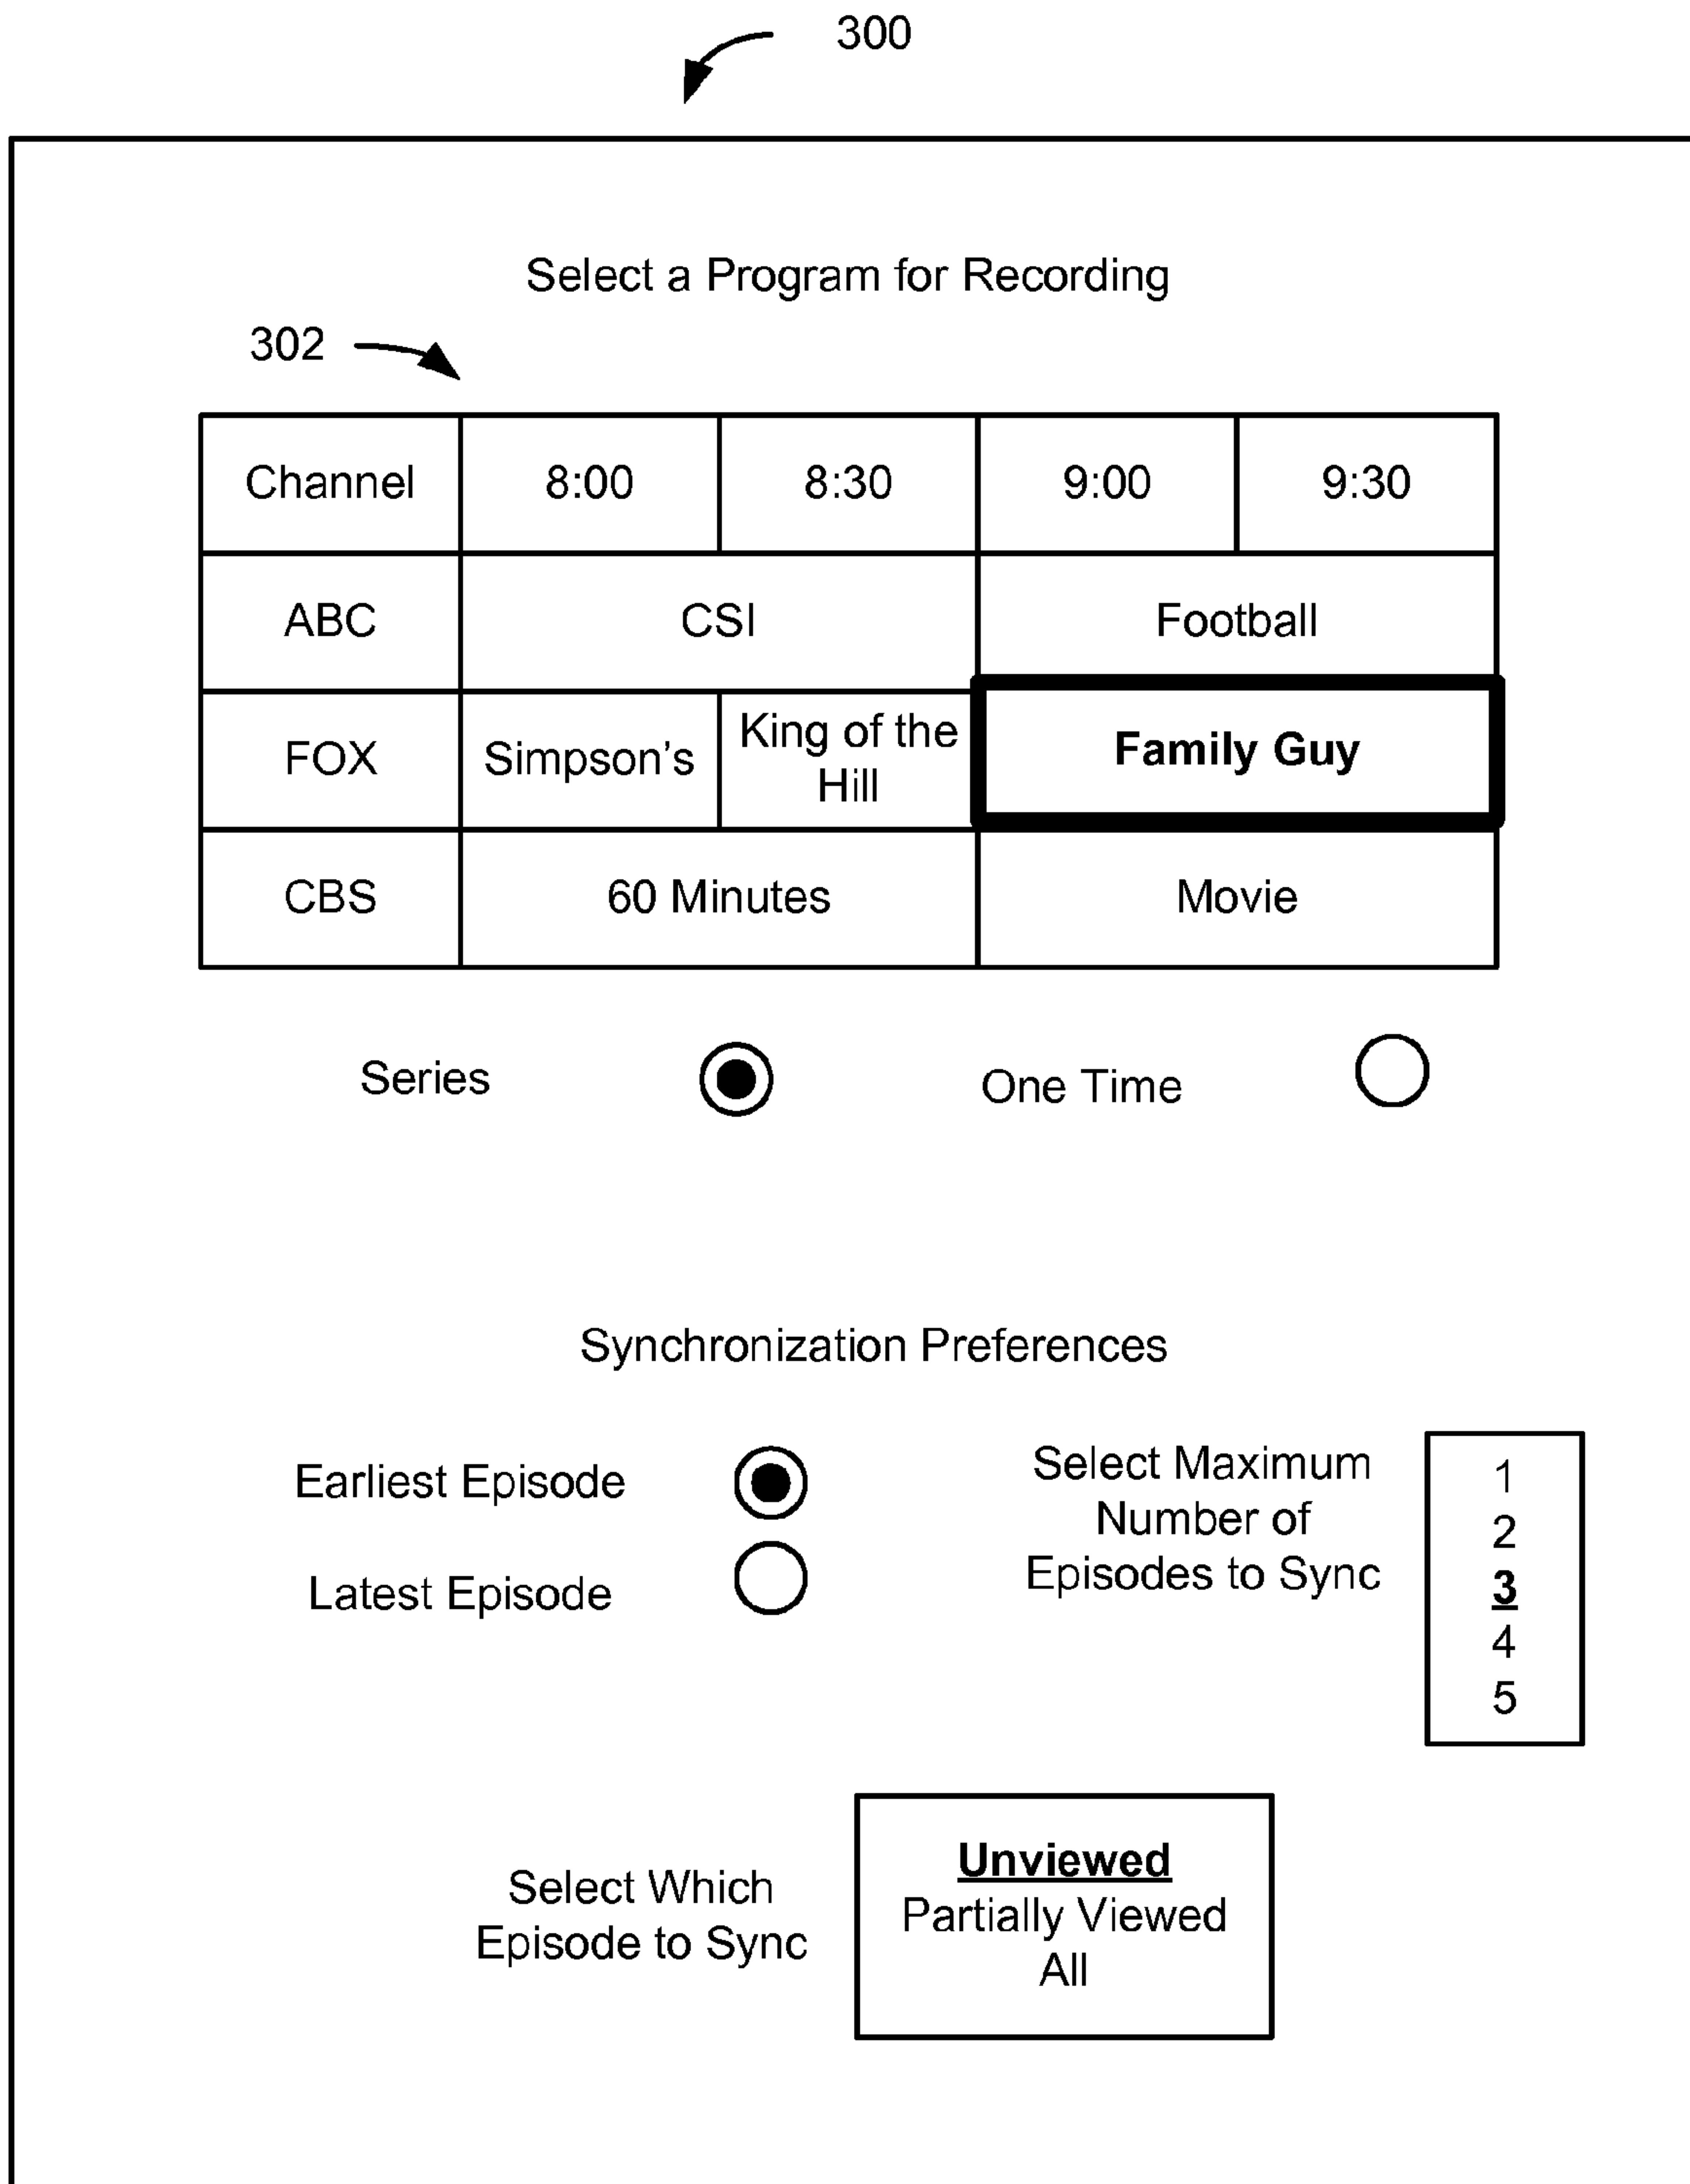 300
Select a Program for Recording
302
Channel 8:00 8:30 9:00 9:30
ABC CSI Football
FOX Simpson's King of the Hill Family Guy
CBS 60 Minutes Movie
Series One Time
Synchronization Preferences
Earliest Episode
Latest Episode
Select Maximum
Number of
Episodes to Sync
1
2
3
4
5
Select Which
Episode to Sync
Unviewed
Partially Viewed
All